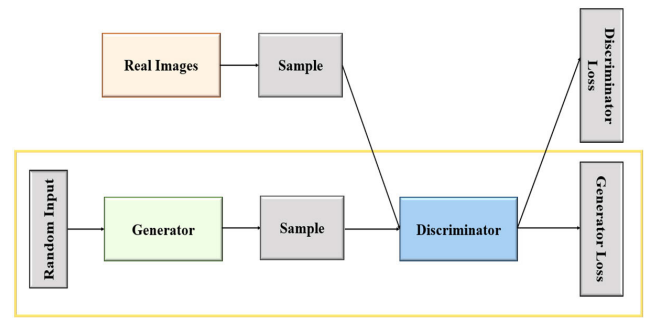 Real Images
Sample
Discriminator
Loss
Random Input
Generator
Sample
Discriminator
Generator Loss